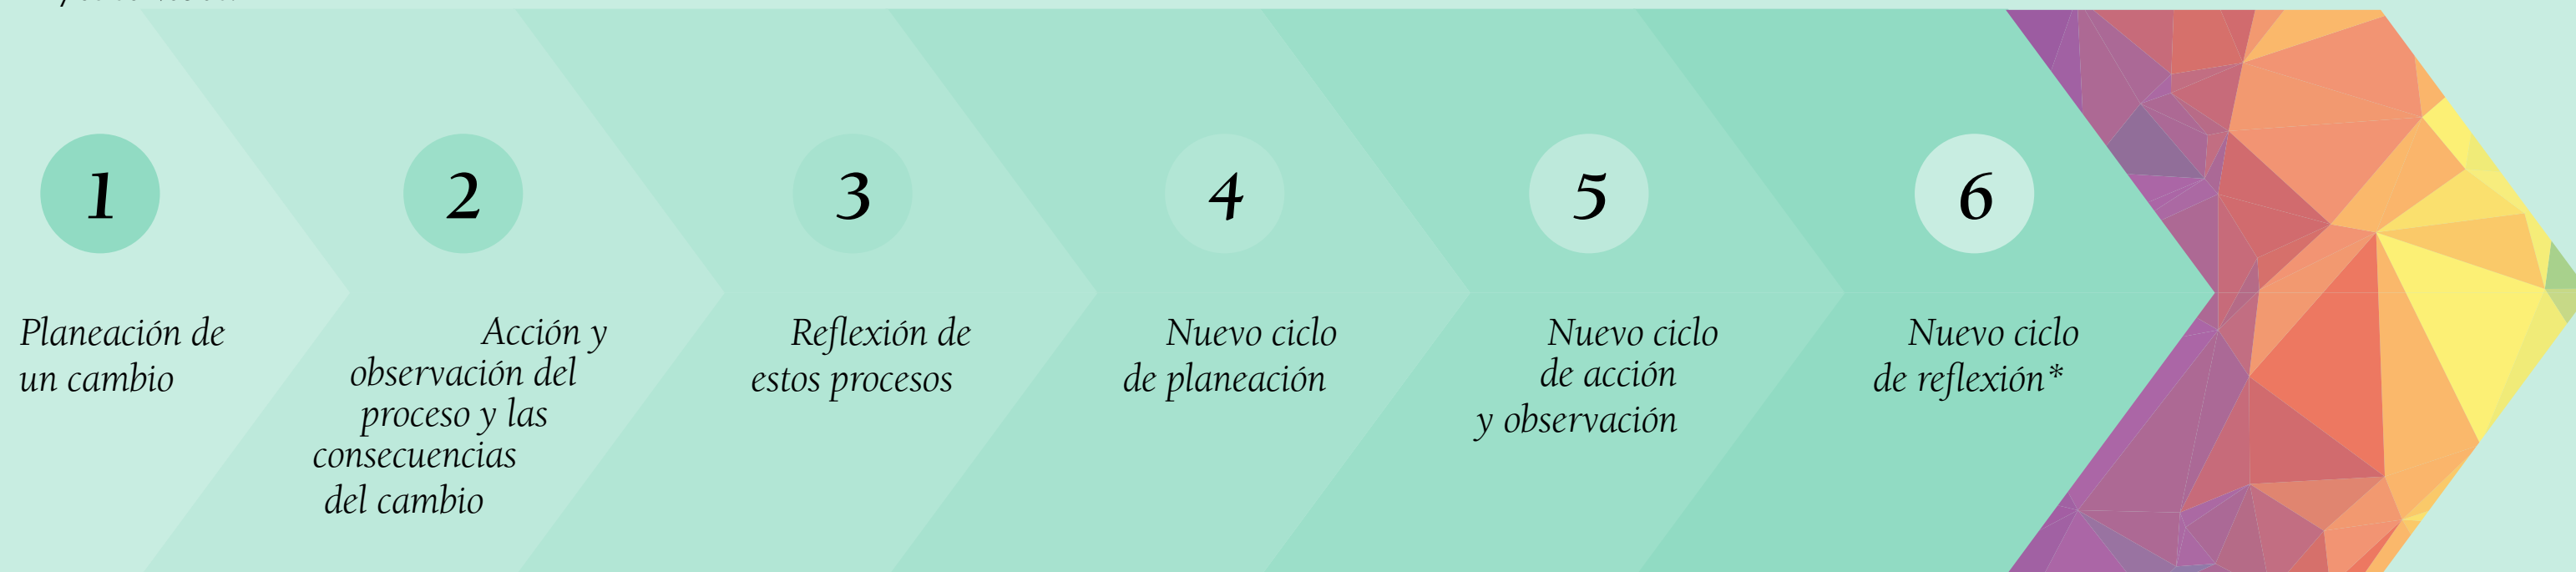 1
Planeación de
un cambio
2
Acción y
observación del
proceso y las
consecuencias
del cambio
3
Reflexión de
estos procesos
4
Nuevo ciclo
de planeación
5
Nuevo ciclo
de acción
y observación
6
Nuevo ciclo
de reflexión*